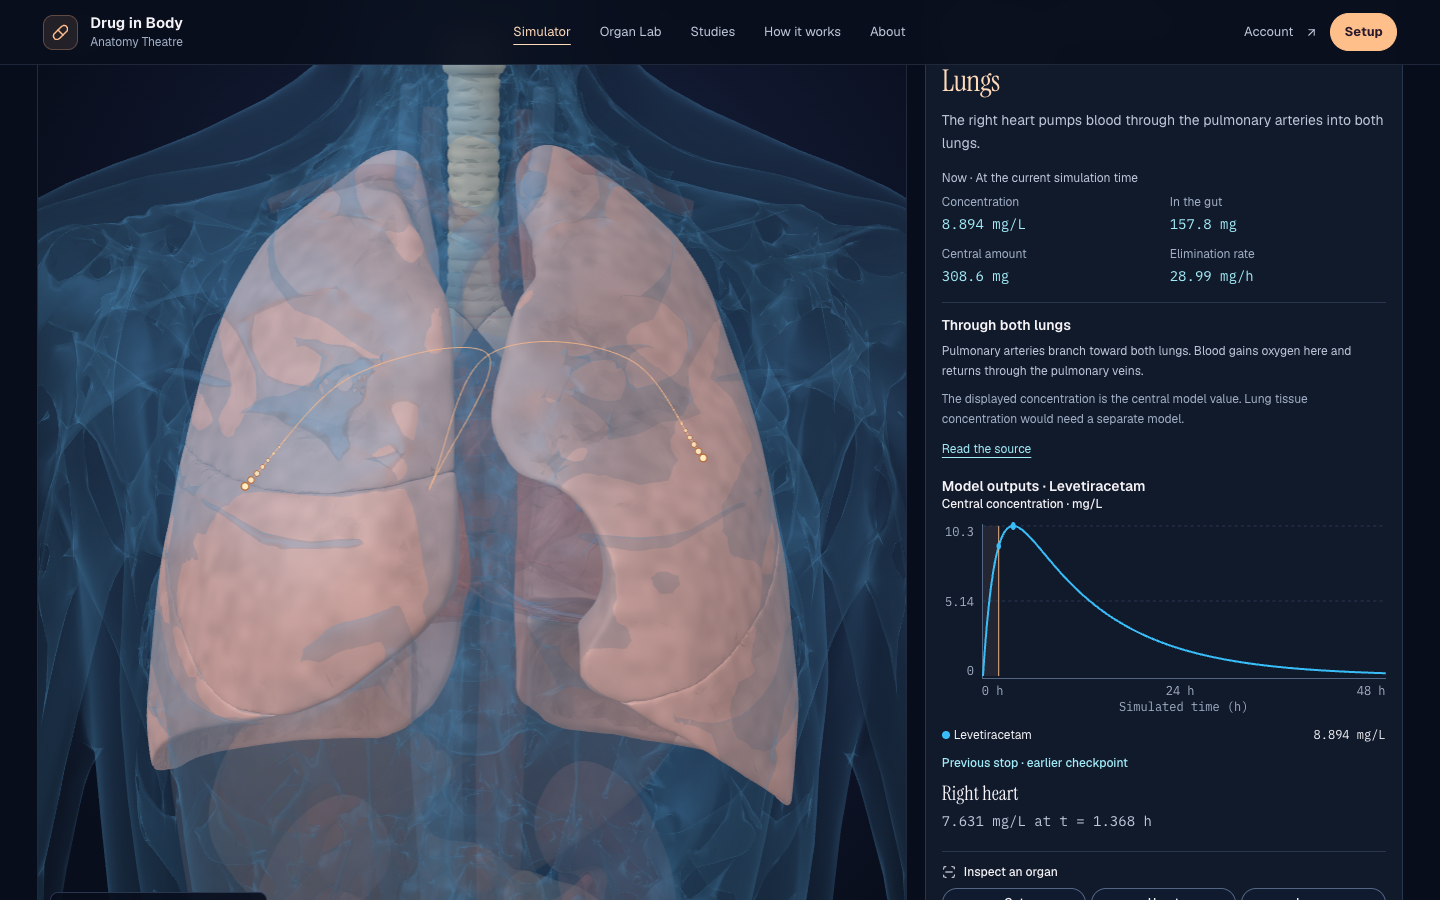 Drug in Body
Anatomy Theatre
Simulator
Organ Lab
Studies
How it works
About
Account
Setup
Lungs
The right heart pumps blood through the pulmonary arteries into both
lungs.
Now · At the current simulation time
Concentration
In the gut
8.894 mg/L
157.8 mg
Central amount
Elimination rate
308.6 mg
28.99 mg/h
Through both lungs
Pulmonary arteries branch toward both lungs. Blood gains oxygen here and
returns through the pulmonary veins.
The displayed concentration is the central model value. Lung tissue
concentration would need a separate model.
Read the source
Model outputs · Levetiracetam
Central concentration · mg/L
10.3
5.14
0
0 h
24 h
48 h
Simulated time (h)
Levetiracetam
8.894 mg/L
Previous stop · earlier checkpoint
Right heart
7.631 mg/L at t = 1.368 h
Inspect an organ